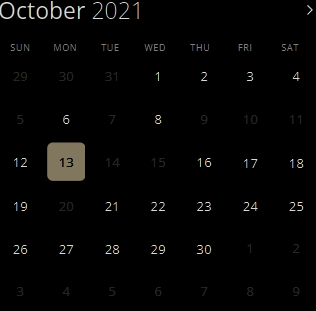 October 2021
SUN MON TUE WED THU FRI SAT
29 30 31 1 2 3 4
5 6 7 8 9 10 11
12 13 14 15 16 17 18
19 20 21 22 23 24 25
26 27 28 29 30 1 2
3 4 5 6 7 8 9